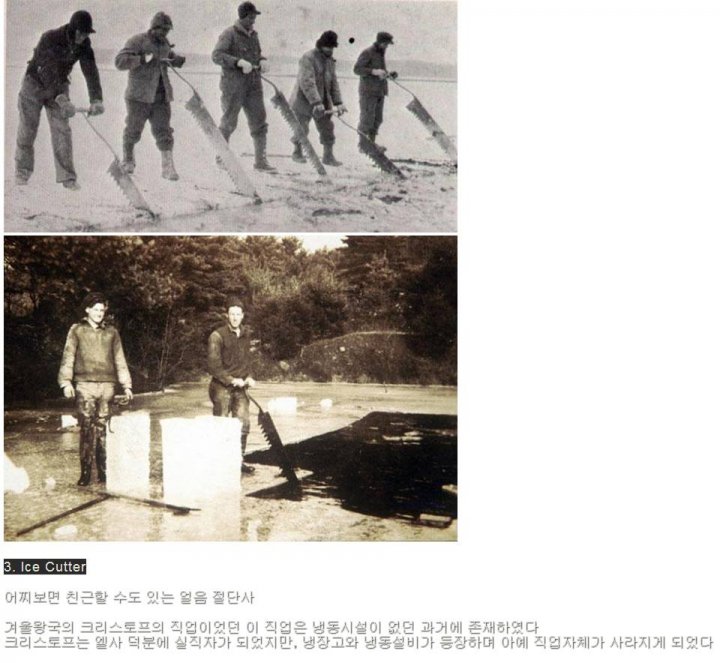 3. Ice Cutter
어찌보면 친근할 수도 있는 얼음 절단사
겨울왕국의 크리스토프의 직업이었던 이 직업은 냉동시설이 없던 과거에 존재하였다
크리스토프는 엘사 덕분에 실직자가 되었지만, 냉장고와 냉동설비가 등장하며 아예 직업자체가 사라지게 되었다